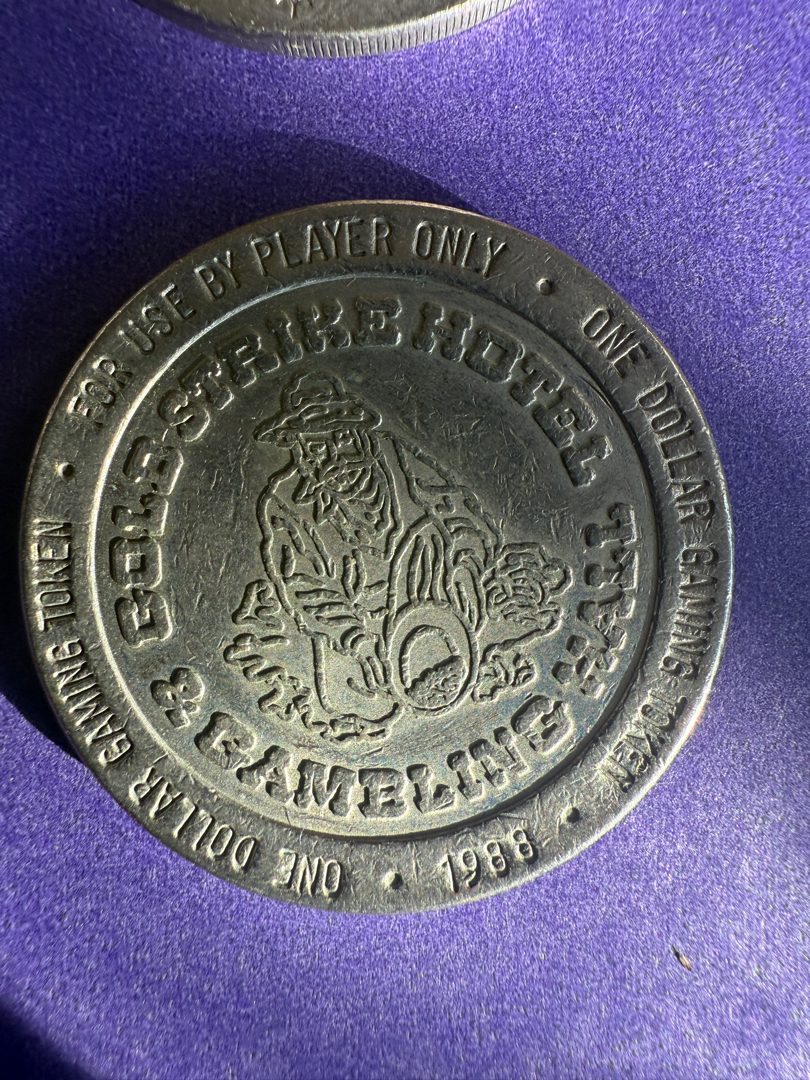 FOR USE BY PLAYER ONLY • ONE DOLLAR GAMING TOKEN • 1988 • ONE DOLLAR GAMING TOKEN •
GOLD STRIKE HOTEL
& GAMBLING HALL